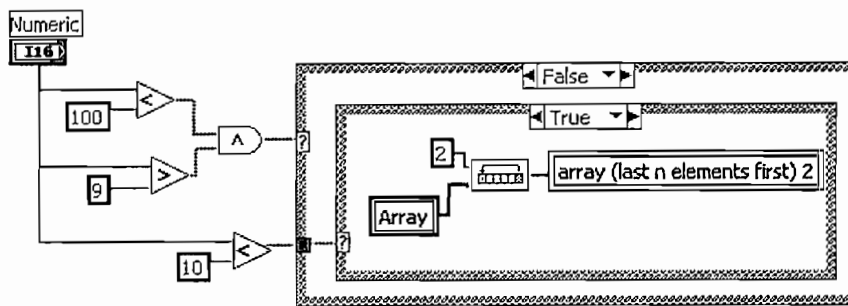 Numeric
I16
False
True
<
100
^
?
2
>
9
array (last n elements first) 2
Array
<
10
?